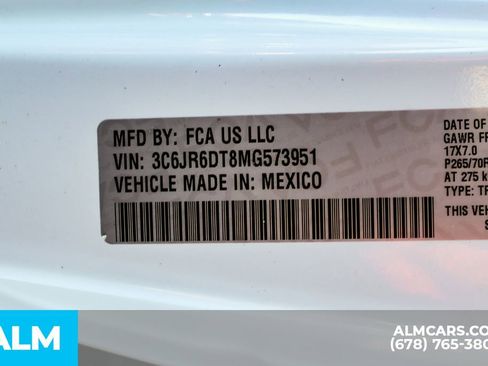 MFD BY: FCA US LLC
VIN: 3C6JR6DT8MG573951
VEHICLE MADE IN: MEXICO
DATE OF
GAWR FR
17X7.0
P265/70R
AT 275 k
TYPE: TR
THIS VEH
S
ALM
ALMCARS.CO
(678) 765-380